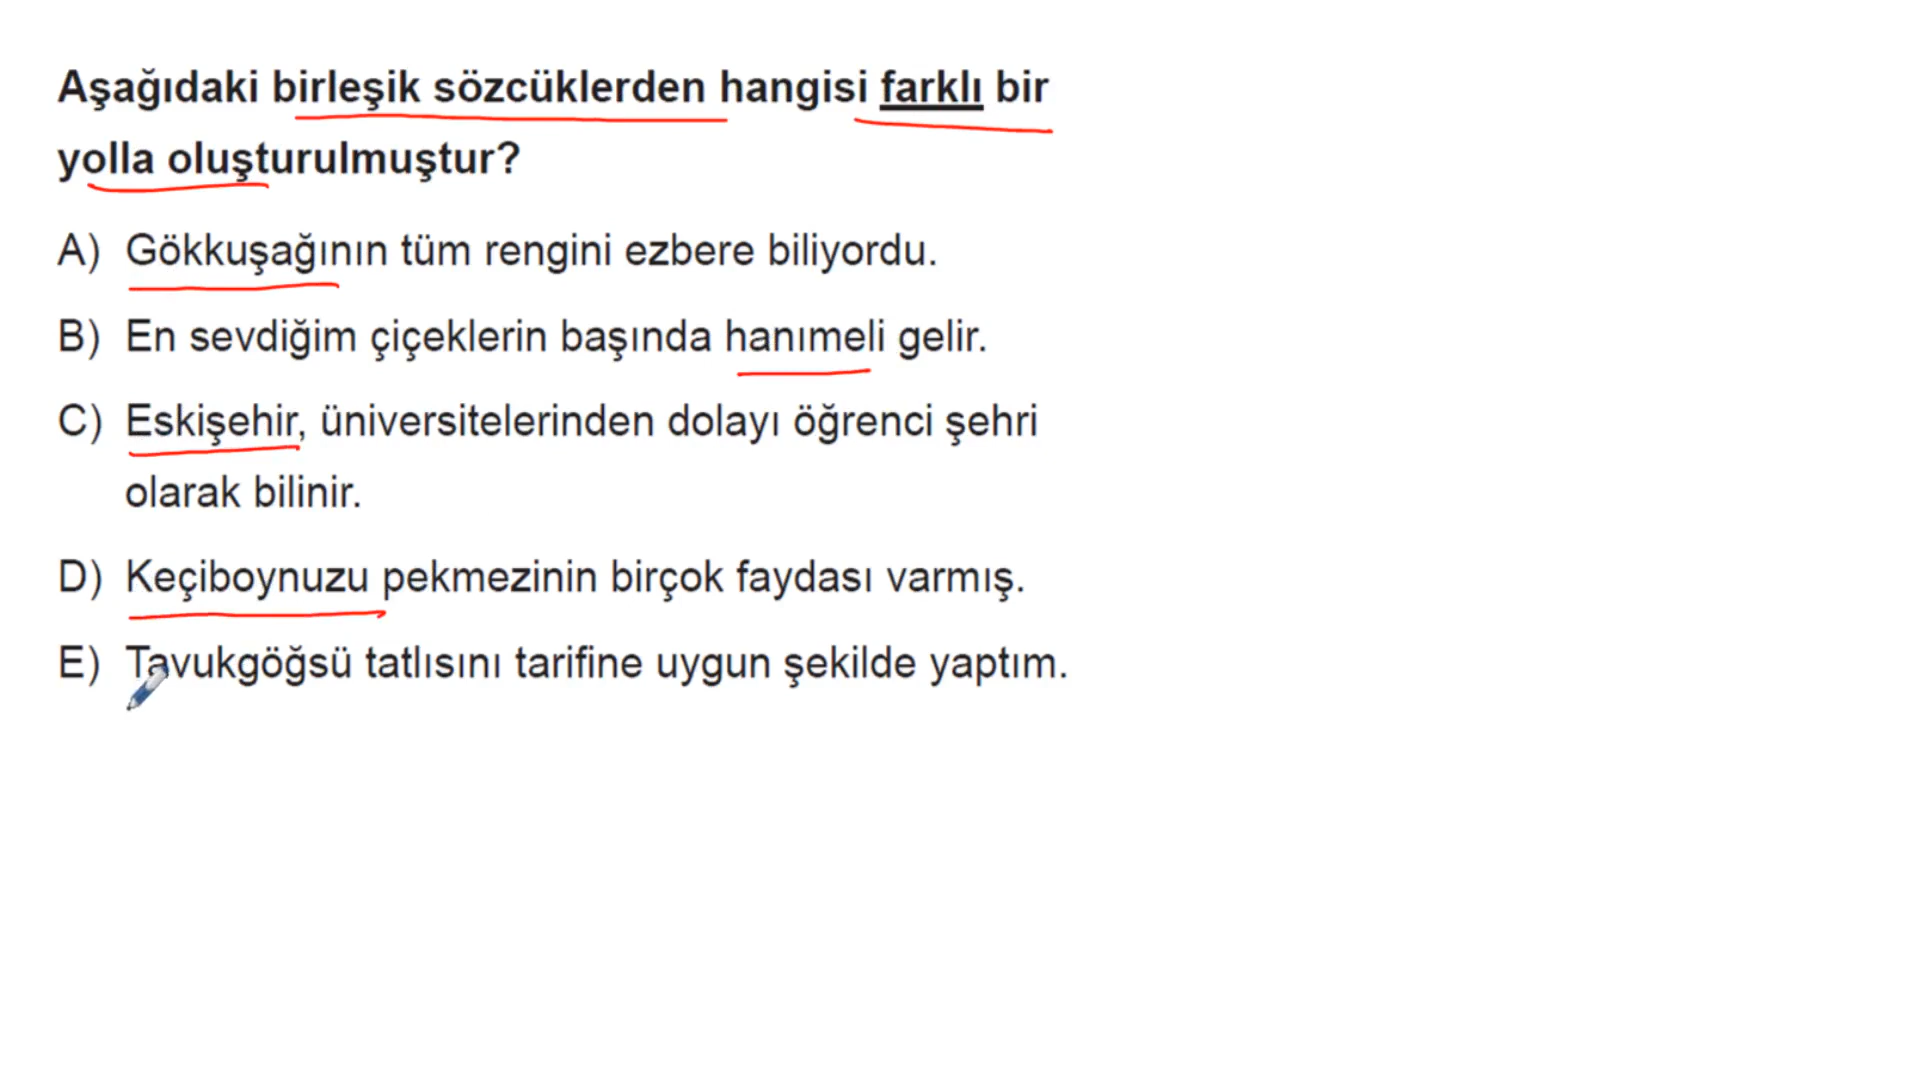 Aşağıdaki birleşik sözcüklerden hangisi farklı bir
yolla oluşturulmuştur?
A) Gökkuşağının tüm rengini ezbere biliyordu.
B) En sevdiğim çiçeklerin başında hanımeli gelir.
C) Eskişehir, üniversitelerinden dolayı öğrenci şehri
olarak bilinir.
D) Keçiboynuzu pekmezinin birçok faydası varmış.
E) Tavukgöğsü tatlısını tarifine uygun şekilde yaptım.